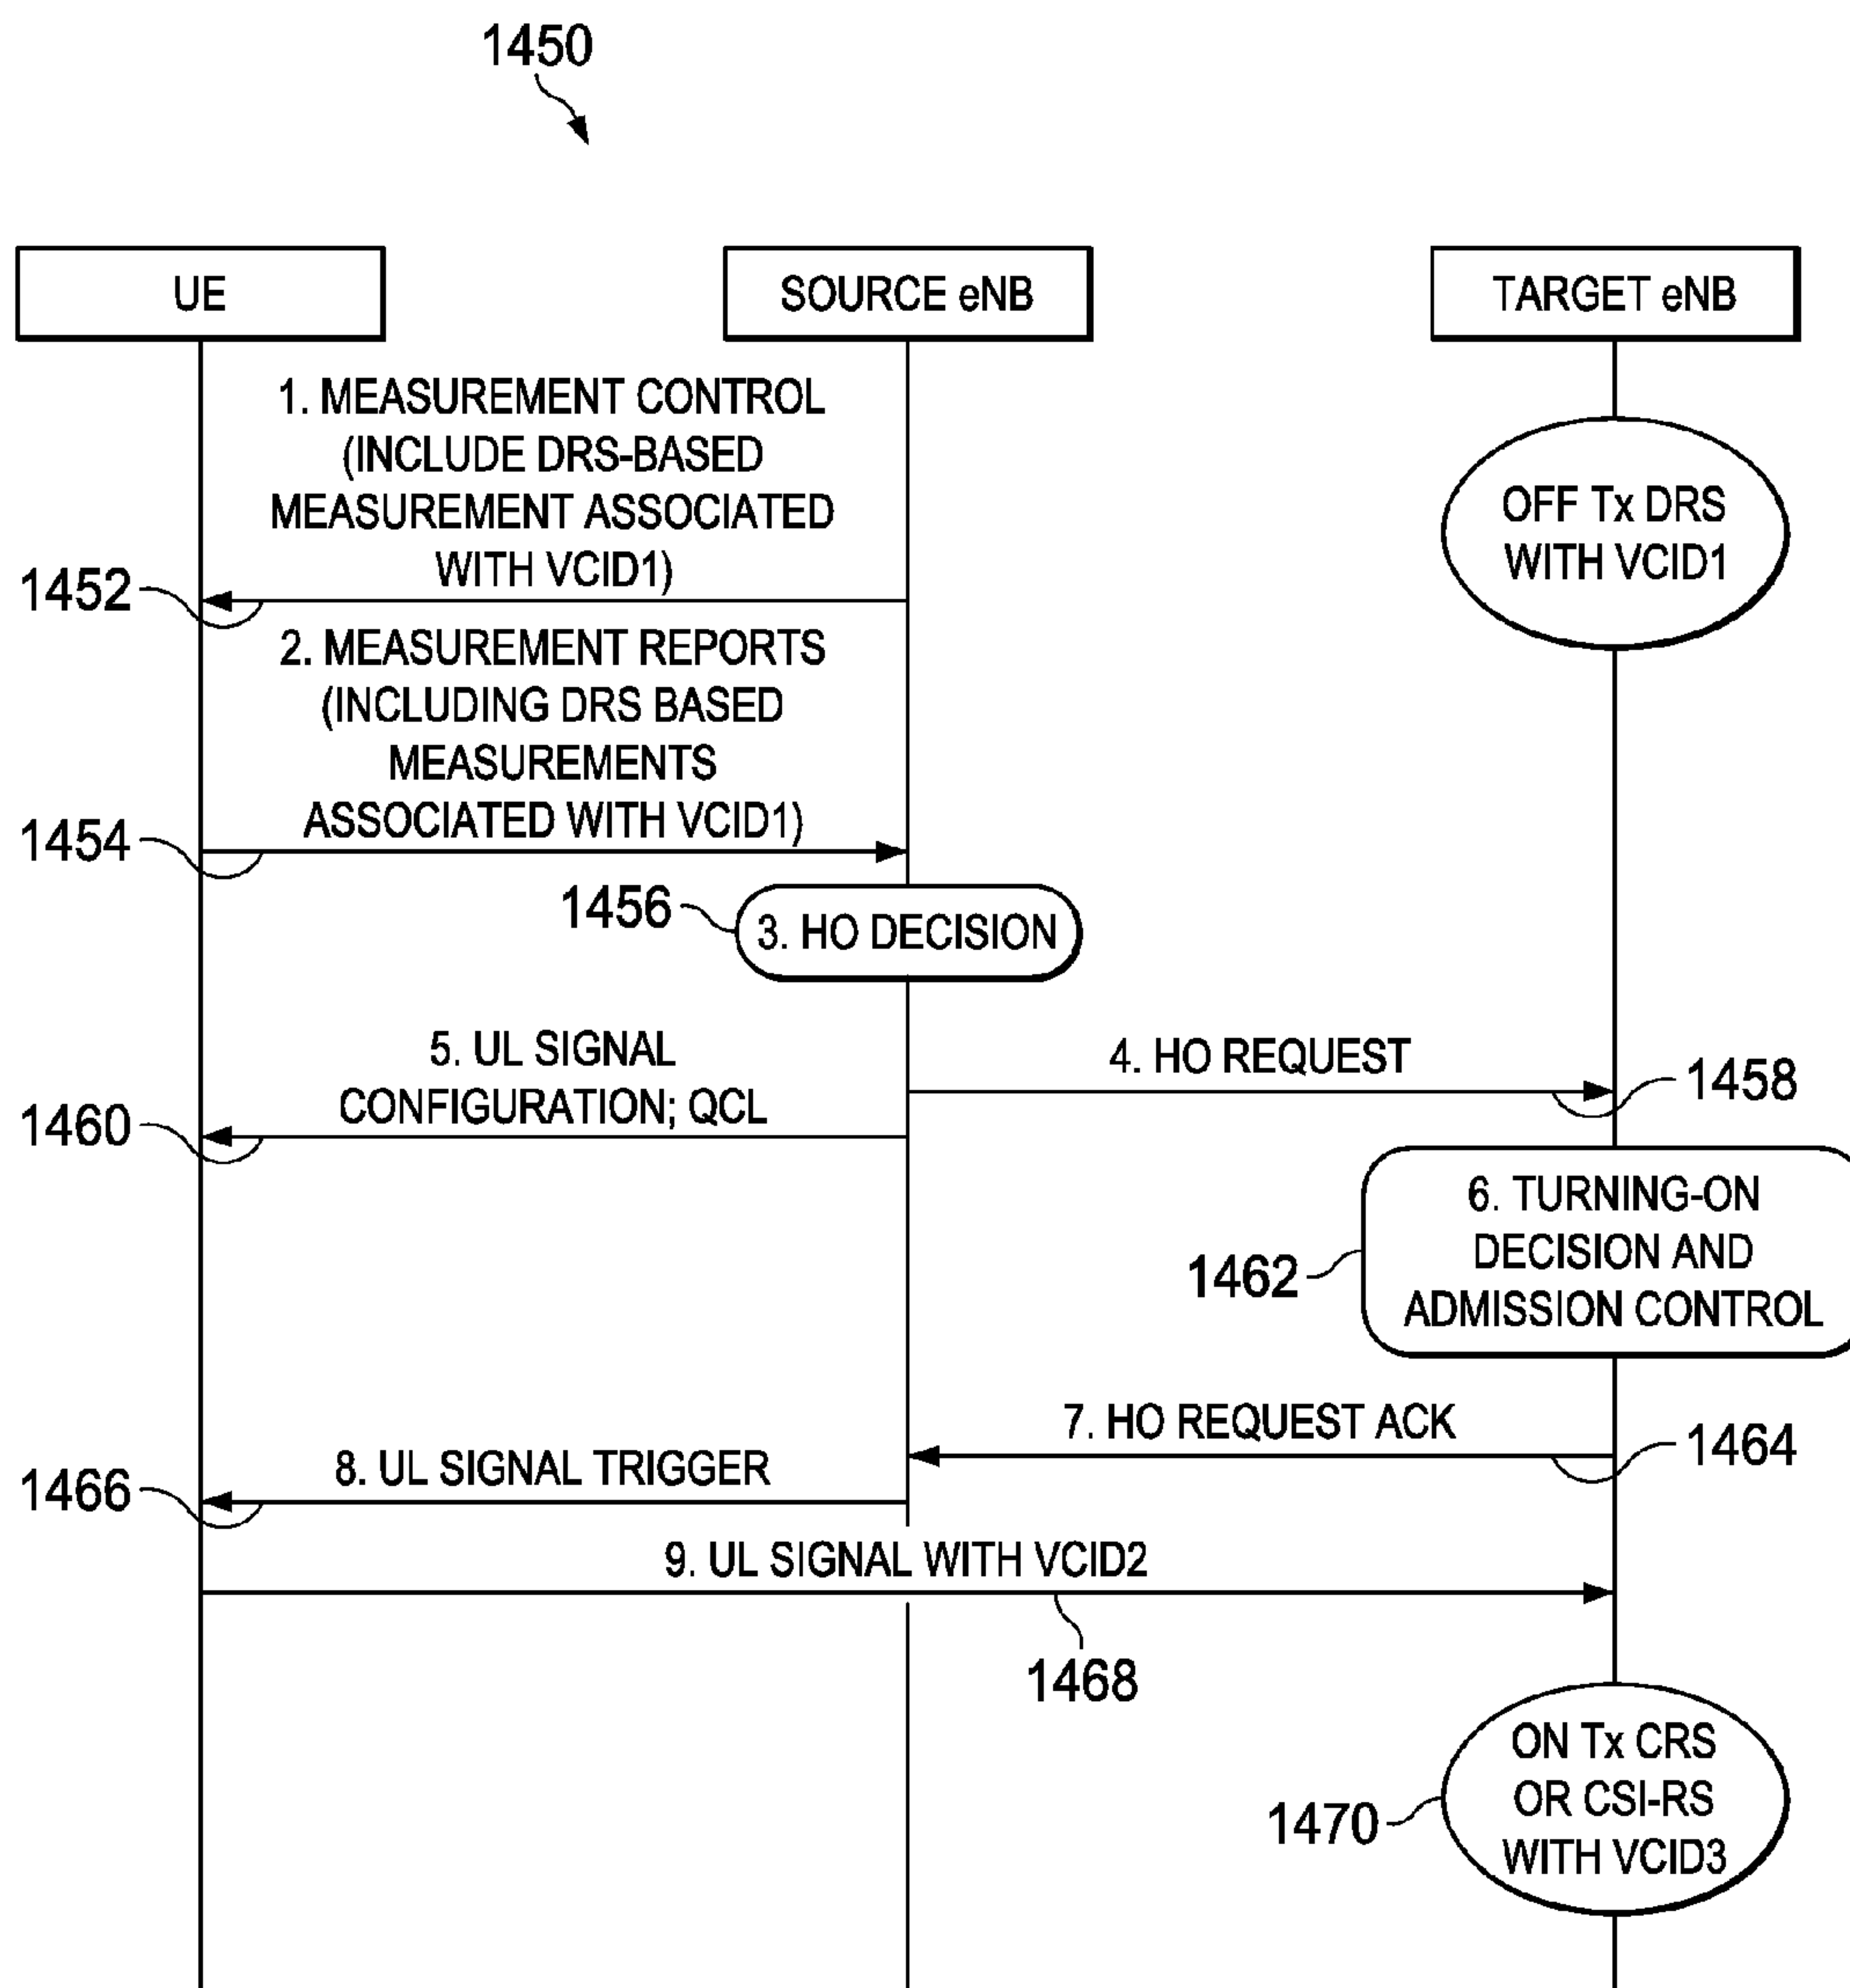 1450
UE
SOURCE eNB
TARGET eNB
1. MEASUREMENT CONTROL
(INCLUDE DRS-BASED
MEASUREMENT ASSOCIATED
WITH VCID1)
1452
OFF Tx DRS
WITH VCID1
2. MEASUREMENT REPORTS
(INCLUDING DRS BASED
MEASUREMENTS
ASSOCIATED WITH VCID1)
1454
1456
3. HO DECISION
4. HO REQUEST
1458
5. UL SIGNAL
CONFIGURATION; QCL
1460
6. TURNING-ON
DECISION AND
ADMISSION CONTROL
1462
7. HO REQUEST ACK
1464
8. UL SIGNAL TRIGGER
1466
9. UL SIGNAL WITH VCID2
1468
ON Tx CRS
OR CSI-RS
WITH VCID3
1470